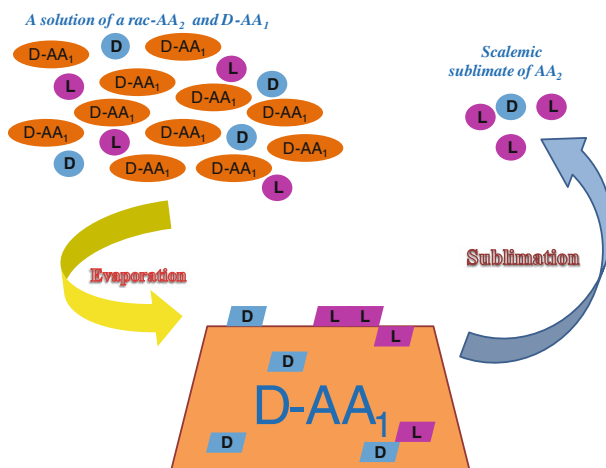 A solution of a rac-AA₂ and D-AA₁
D-AA₁
D
D-AA₁
L
L
D-AA₁
D-AA₁
D
D-AA₁
D-AA₁
D-AA₁
L
D-AA₁
D
D-AA₁
D
D-AA₁
D-AA₁
L
Scalemic
sublimate of AA₂
L
D
L
L
Evaporation
Sublimation
D
L L
L
D
D-AA₁
D
L
D